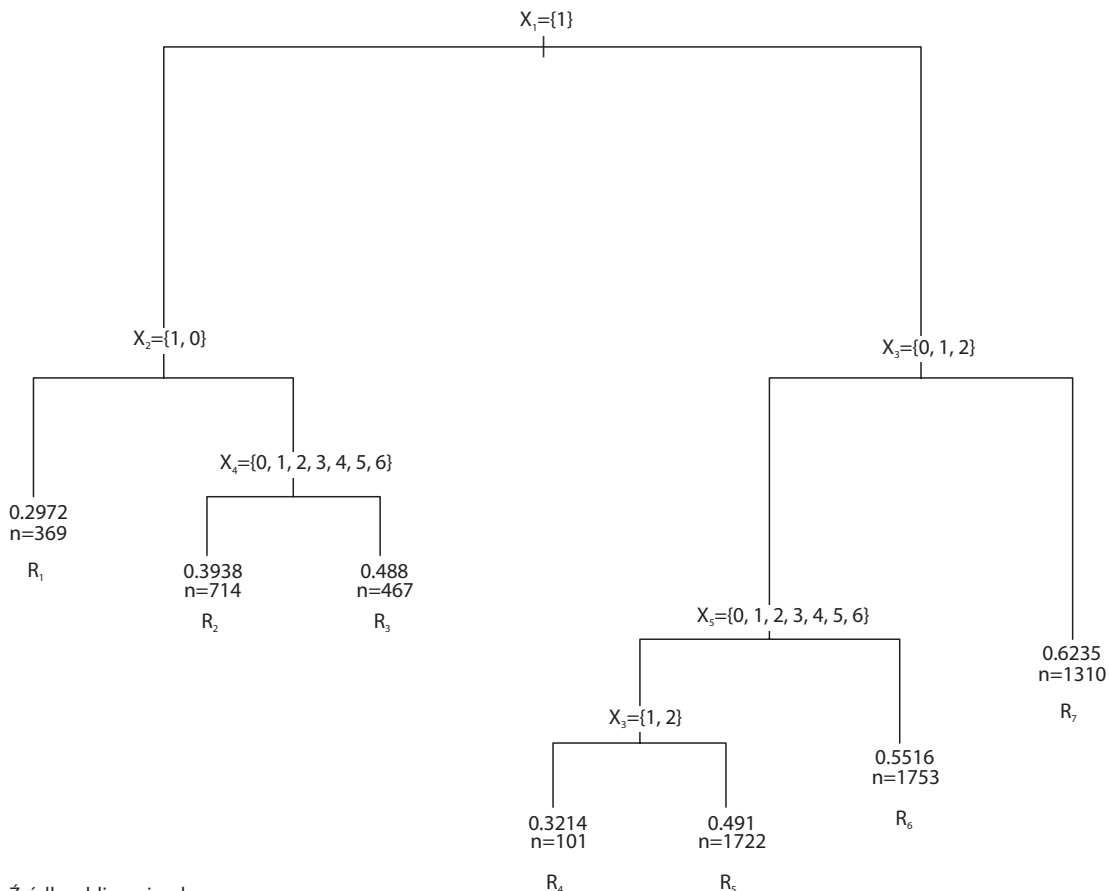 X₁={1}
X₂={1, 0}
X₃={0, 1, 2}
X₄={0, 1, 2, 3, 4, 5, 6}
0.2972
n=369
R₁
0.3938
n=714
R₂
0.488
n=467
R₃
X₅={0, 1, 2, 3, 4, 5, 6}
0.6235
n=1310
R₇
X₃={1, 2}
0.5516
n=1753
R₆
0.3214
n=101
R₄
0.491
n=1722
R₅